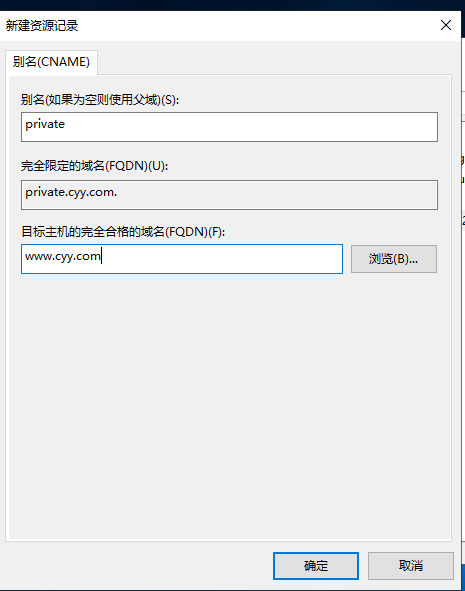 新建资源记录
别名(CNAME)
别名(如果为空则使用父域)(S):
private
完全限定的域名(FQDN)(U):
private.cyy.com.
目标主机的完全合格的域名(FQDN)(F):
www.cyy.com
浏览(B)...
确定
取消